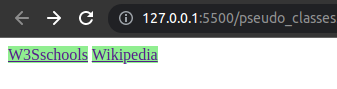 127.0.0.1:5500/pseudo_classes
W3Sschools Wikipedia